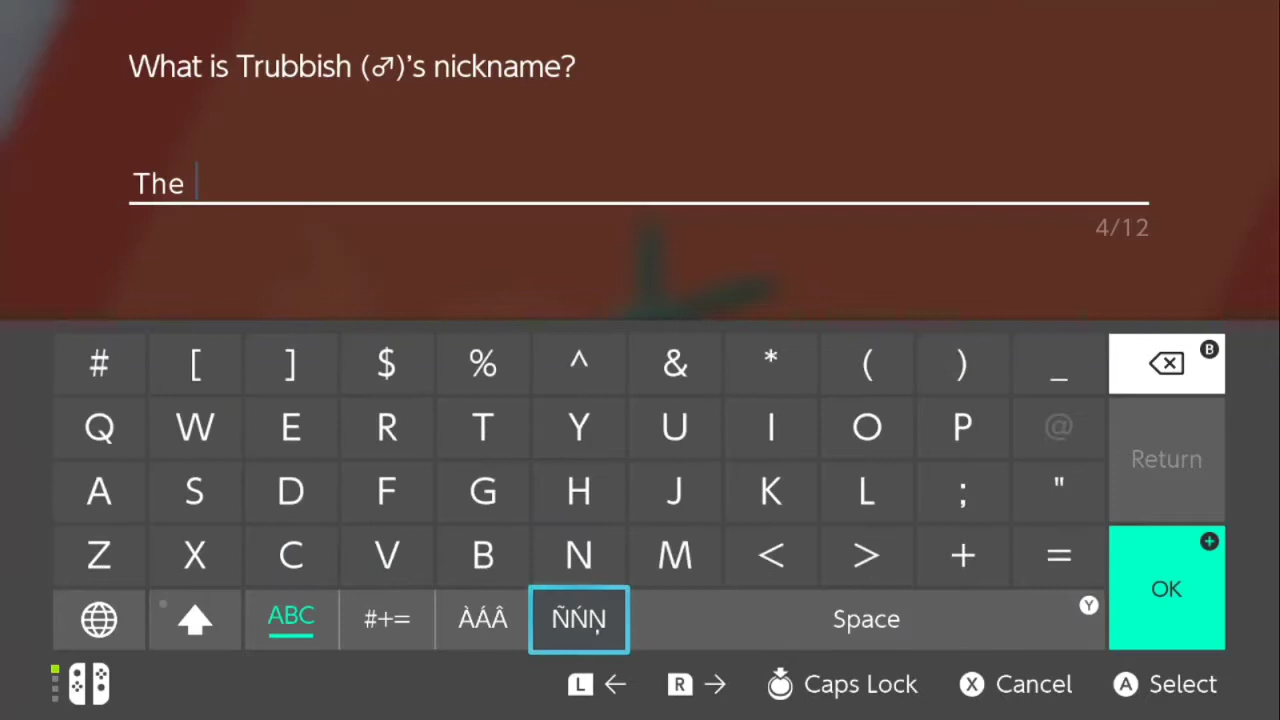 What is Trubbish (♂)'s nickname?
The
4/12
# [ ] $ % ^ & * ( ) _ B
Q W E R T Y U I O P @
Return
A S D F G H J K L ; "
Z X C V B N M < > + = +
OK
ABC #+= ÀÁÂ ÑŃŅ Space Y
L ← R → Caps Lock X Cancel A Select